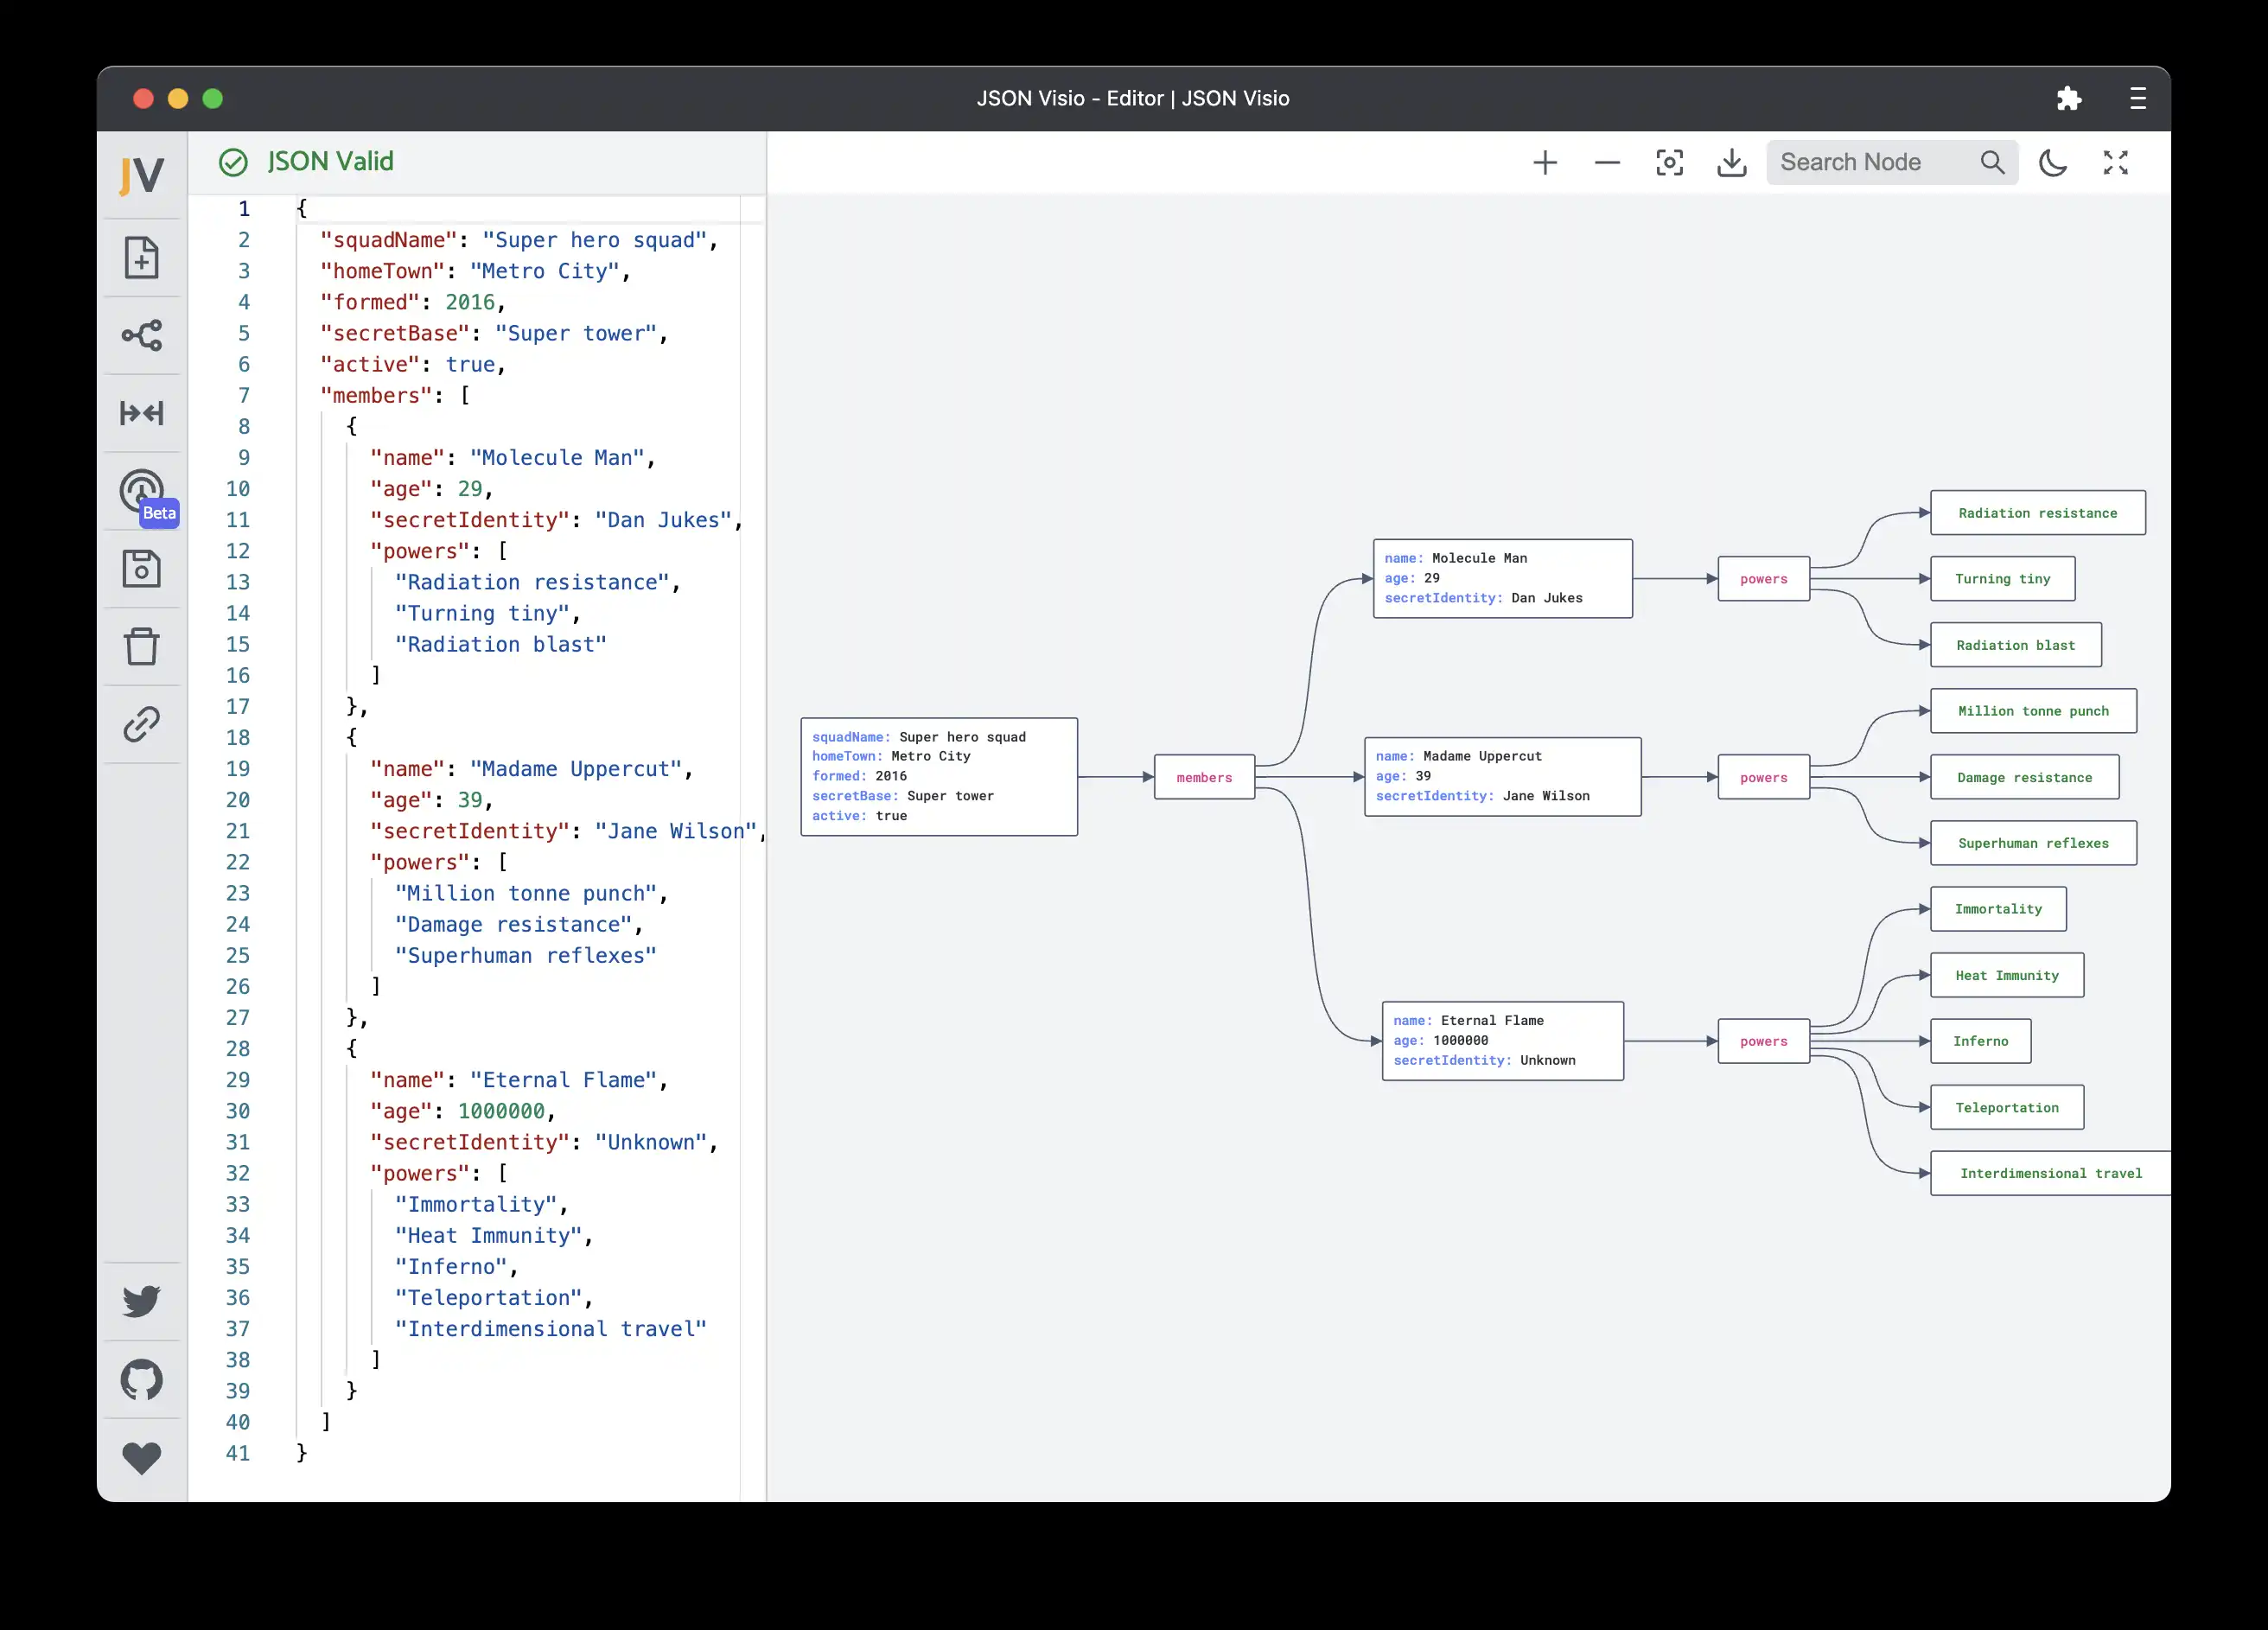 JSON Visio - Editor | JSON Visio
JV
JSON Valid
Search Node
Beta
1 {
2 "squadName": "Super hero squad",
3 "homeTown": "Metro City",
4 "formed": 2016,
5 "secretBase": "Super tower",
6 "active": true,
7 "members": [
8 {
9 "name": "Molecule Man",
10 "age": 29,
11 "secretIdentity": "Dan Jukes",
12 "powers": [
13 "Radiation resistance",
14 "Turning tiny",
15 "Radiation blast"
16 ]
17 },
18 {
19 "name": "Madame Uppercut",
20 "age": 39,
21 "secretIdentity": "Jane Wilson",
22 "powers": [
23 "Million tonne punch",
24 "Damage resistance",
25 "Superhuman reflexes"
26 ]
27 },
28 {
29 "name": "Eternal Flame",
30 "age": 1000000,
31 "secretIdentity": "Unknown",
32 "powers": [
33 "Immortality",
34 "Heat Immunity",
35 "Inferno",
36 "Teleportation",
37 "Interdimensional travel"
38 ]
39 }
40 ]
41 }
squadName: Super hero squad
homeTown: Metro City
formed: 2016
secretBase: Super tower
active: true
members
name: Molecule Man
age: 29
secretIdentity: Dan Jukes
powers
Radiation resistance
Turning tiny
Radiation blast
name: Madame Uppercut
age: 39
secretIdentity: Jane Wilson
powers
Million tonne punch
Damage resistance
Superhuman reflexes
name: Eternal Flame
age: 1000000
secretIdentity: Unknown
powers
Immortality
Heat Immunity
Inferno
Teleportation
Interdimensional travel